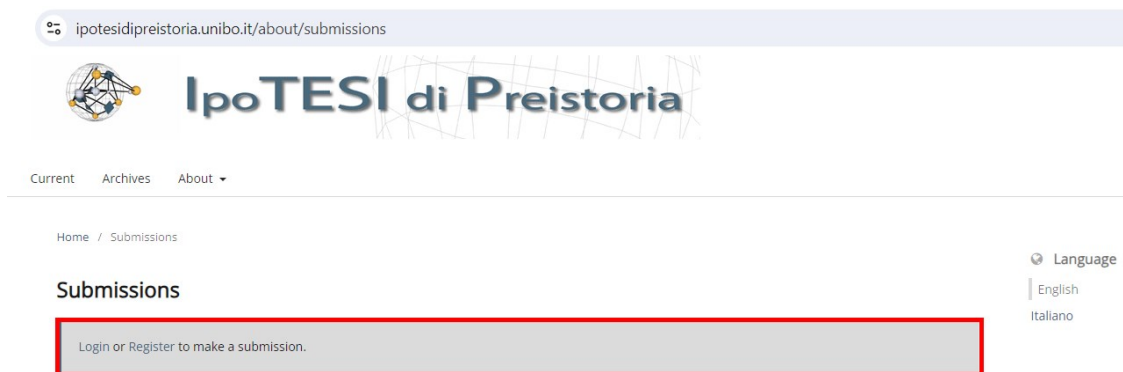 ipotesidipreistoria.unibo.it/about/submissions
IpoTESI di Preistoria
Current Archives About
Home / Submissions
Language
Submissions
English
Italiano
Login or Register to make a submission.